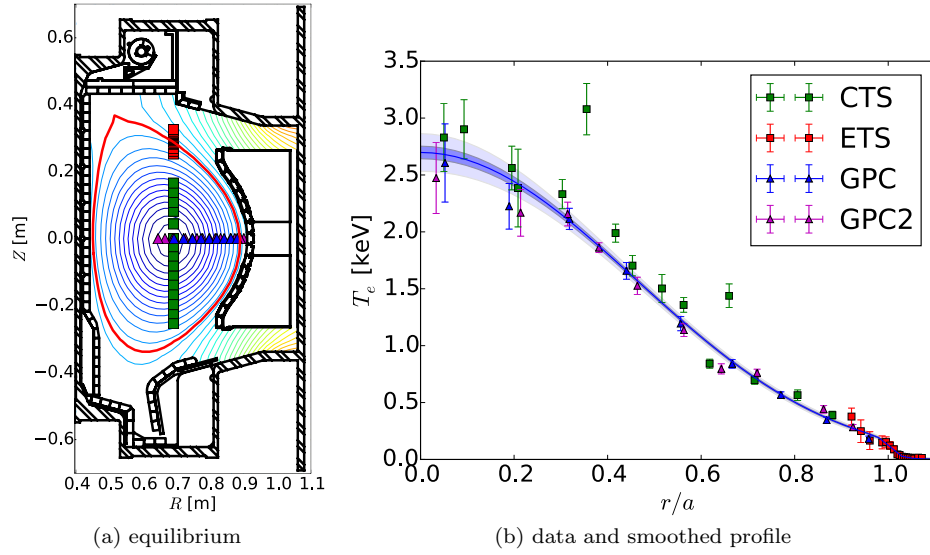 0.6
0.4
0.2
0.0
−0.2
−0.4
−0.6
Z [m]
0.4 0.5 0.6 0.7 0.8 0.9 1.0 1.1
R [m]
(a) equilibrium
3.5
3.0
2.5
2.0
1.5
1.0
0.5
0.0
T_e [keV]
0.0 0.2 0.4 0.6 0.8 1.0
r/a
CTS
ETS
GPC
GPC2
(b) data and smoothed profile